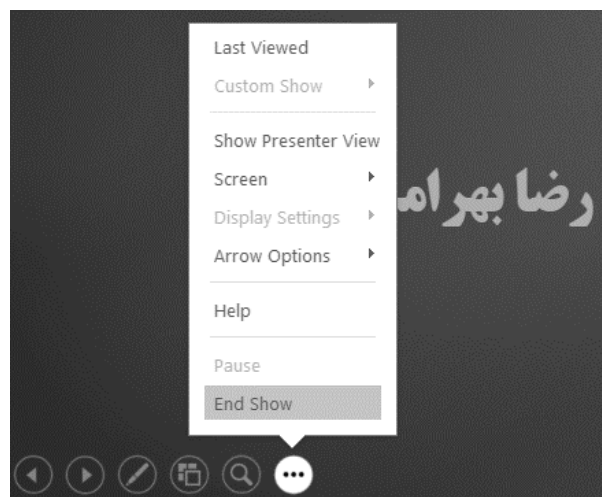 Last Viewed
Custom Show
Show Presenter View
Screen
رضا بهرام
Display Settings
Arrow Options
Help
Pause
End Show